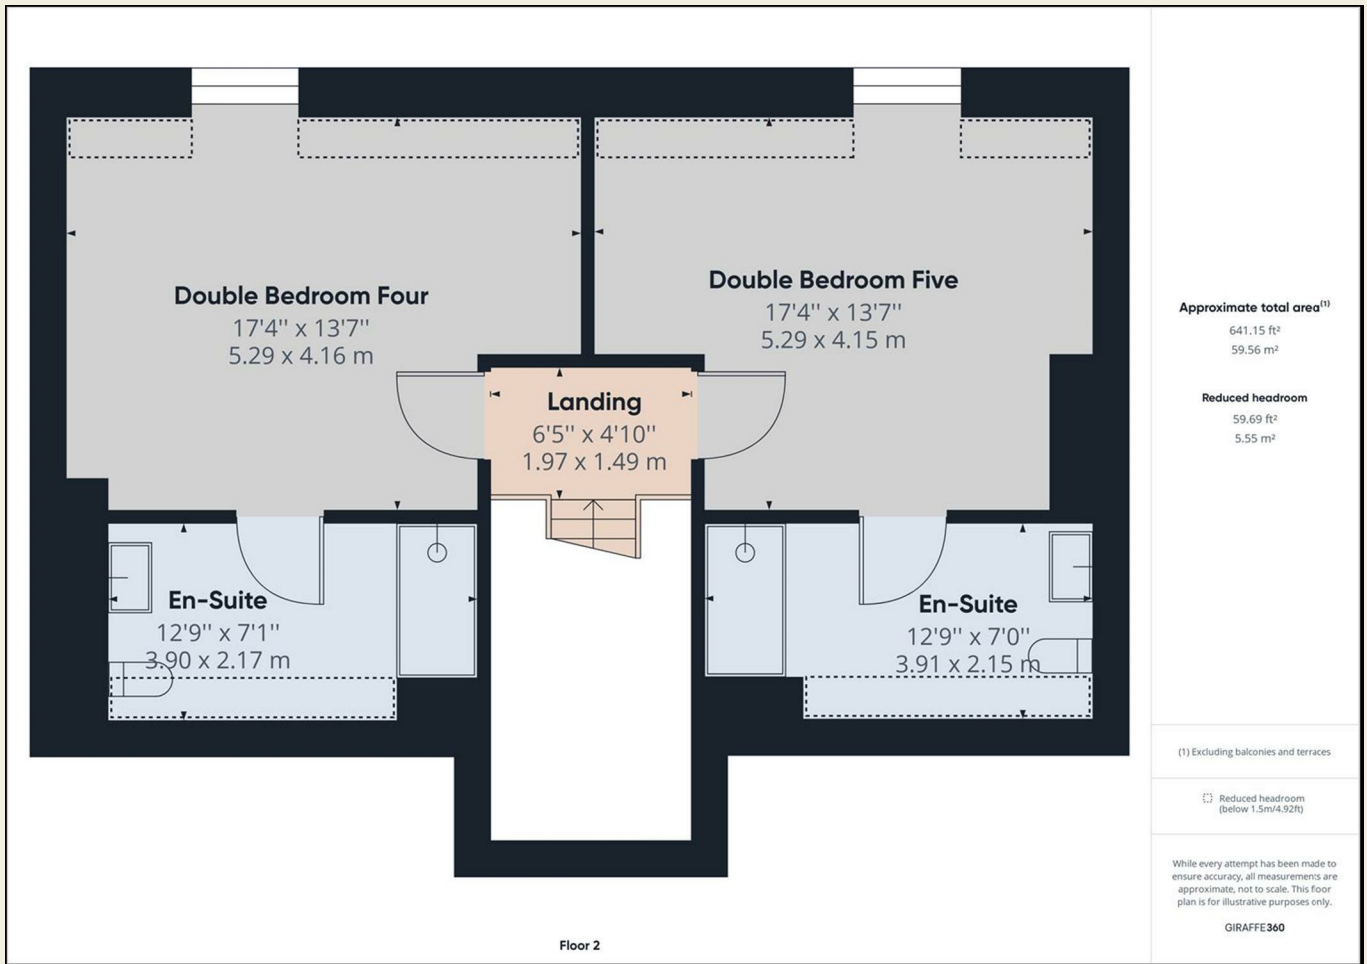 Double Bedroom Four
17'4'' x 13'7''
5.29 x 4.16 m
Double Bedroom Five
17'4'' x 13'7''
5.29 x 4.15 m
Landing
6'5'' x 4'10''
1.97 x 1.49 m
En-Suite
12'9'' x 7'1''
3.90 x 2.17 m
En-Suite
12'9'' x 7'0''
3.91 x 2.15 m
Floor 2
Approximate total area(1)
641.15 ft²
59.56 m²
Reduced headroom
59.69 ft²
5.55 m²
(1) Excluding balconies and terraces
Reduced headroom
(below 1.5m/4.92ft)
While every attempt has been made to
ensure accuracy, all measurements are
approximate, not to scale. This floor
plan is for illustrative purposes only.
GIRAFFE360